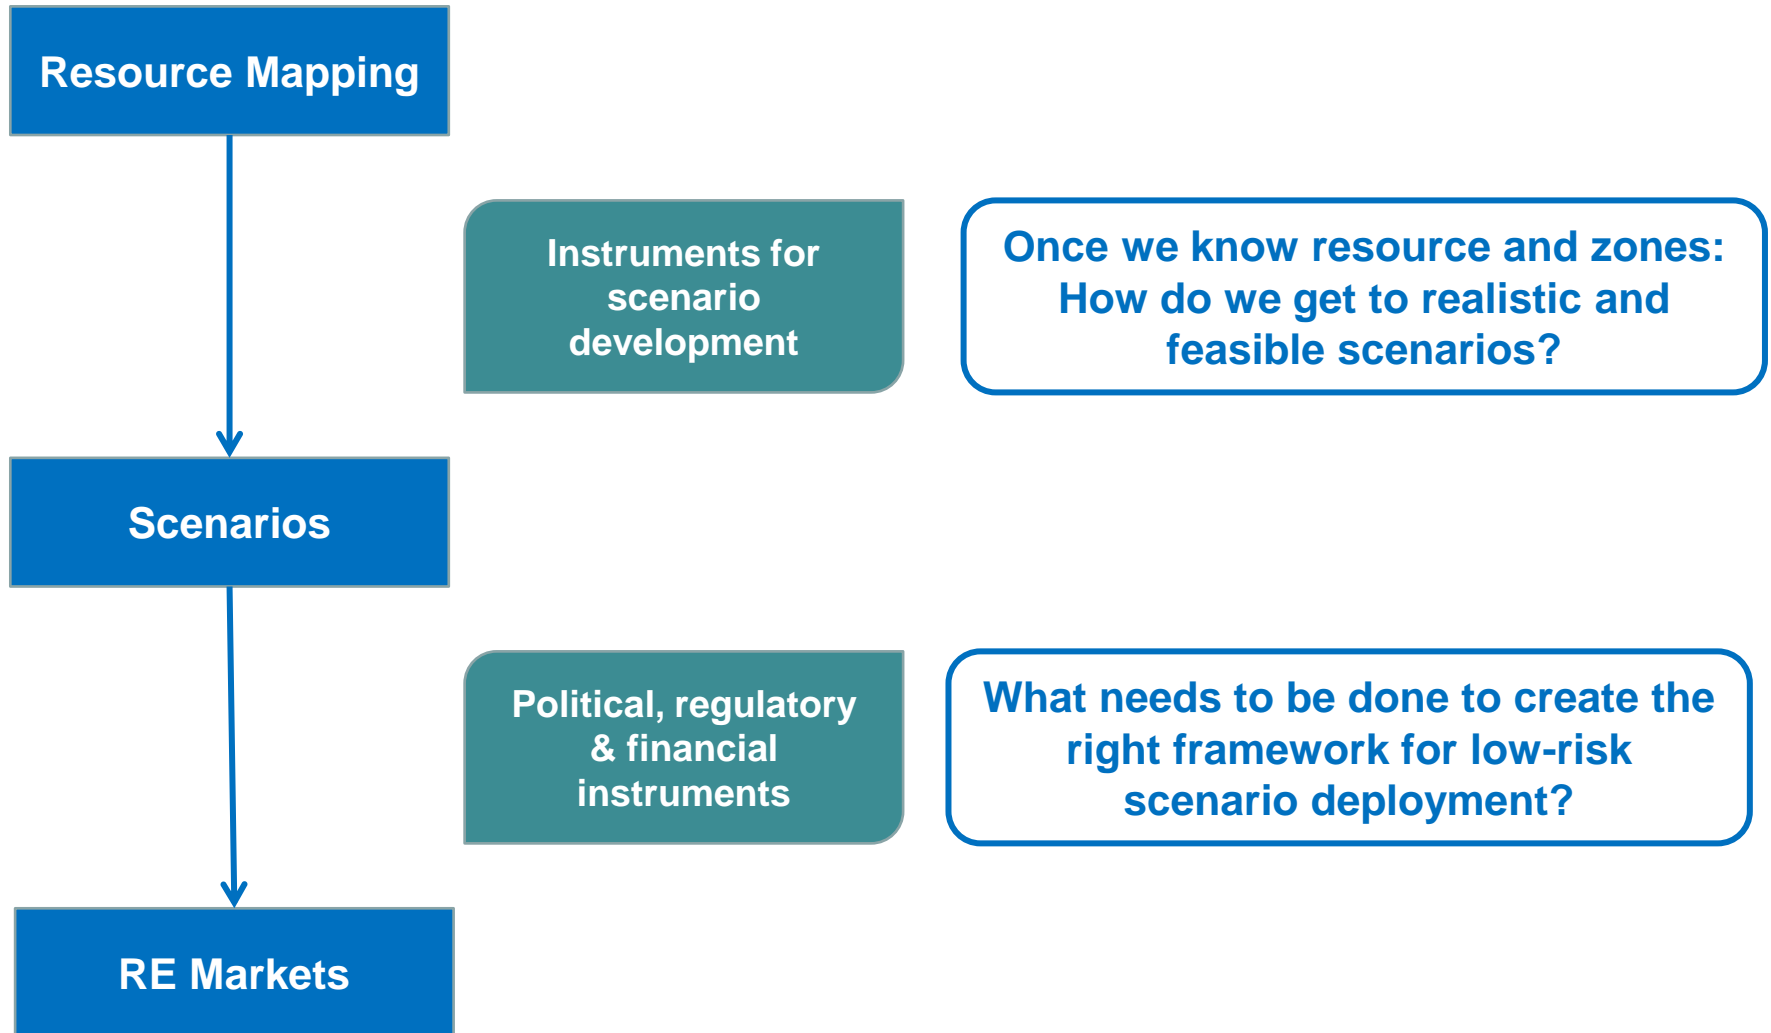 Resource Mapping
Instruments for
scenario
development
Once we know resource and zones:
How do we get to realistic and
feasible scenarios?
Scenarios
Political, regulatory
& financial
instruments
What needs to be done to create the
right framework for low-risk
scenario deployment?
RE Markets